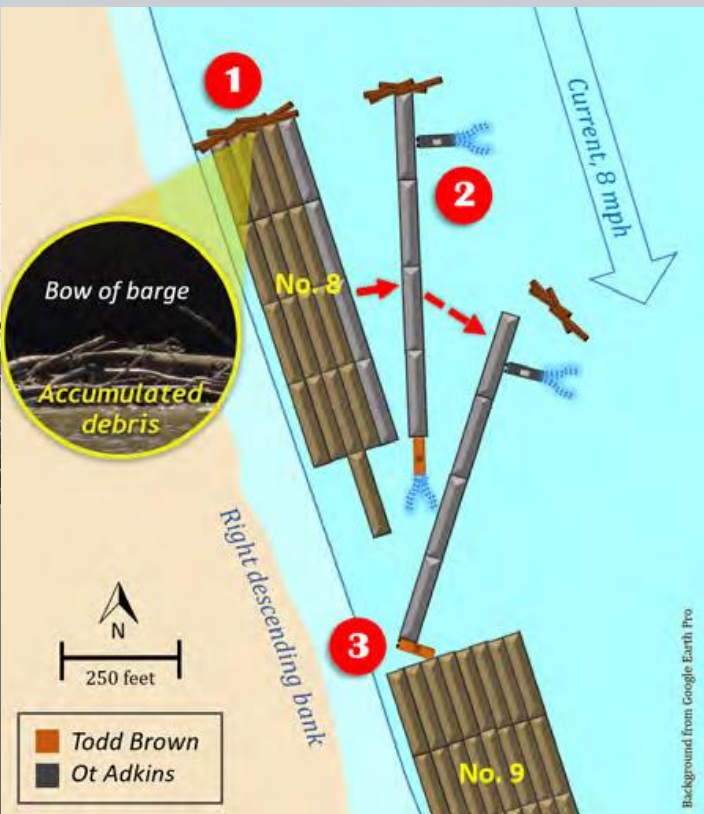 1
2
Current, 8 mph
No. 8
Bow of barge
Accumulated
debris
Right descending bank
3
N
250 feet
Todd Brown
Ot Adkins
No. 9
Background from Google Earth Pro